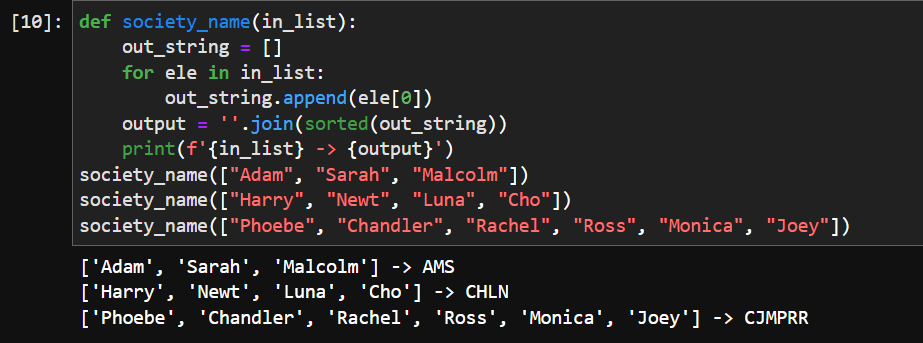 [10]: def society_name(in_list):
    out_string = []
    for ele in in_list:
        out_string.append(ele[0])
    output = ''.join(sorted(out_string))
    print(f'{in_list} -> {output}')
society_name(["Adam", "Sarah", "Malcolm"])
society_name(["Harry", "Newt", "Luna", "Cho"])
society_name(["Phoebe", "Chandler", "Rachel", "Ross", "Monica", "Joey"])
['Adam', 'Sarah', 'Malcolm'] -> AMS
['Harry', 'Newt', 'Luna', 'Cho'] -> CHLN
['Phoebe', 'Chandler', 'Rachel', 'Ross', 'Monica', 'Joey'] -> CJMPRR